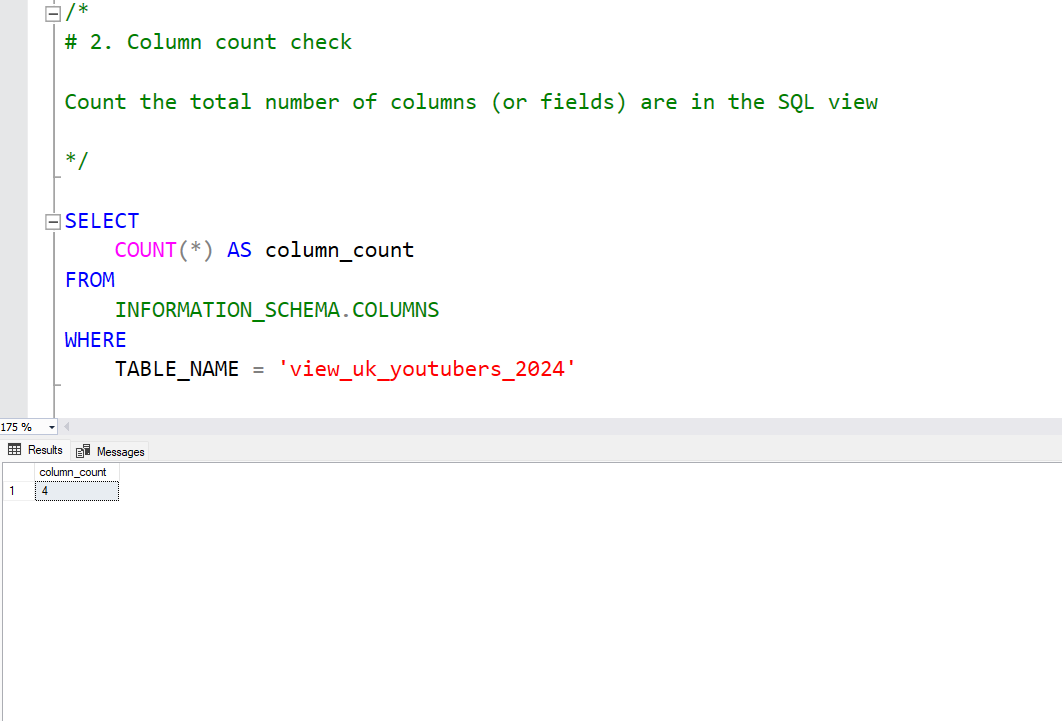 /*
# 2. Column count check
Count the total number of columns (or fields) are in the SQL view
*/
SELECT
COUNT(*) AS column_count
FROM
INFORMATION_SCHEMA.COLUMNS
WHERE
TABLE_NAME = 'view_uk_youtubers_2024'
175 %
Results Messages
column_count
1 4